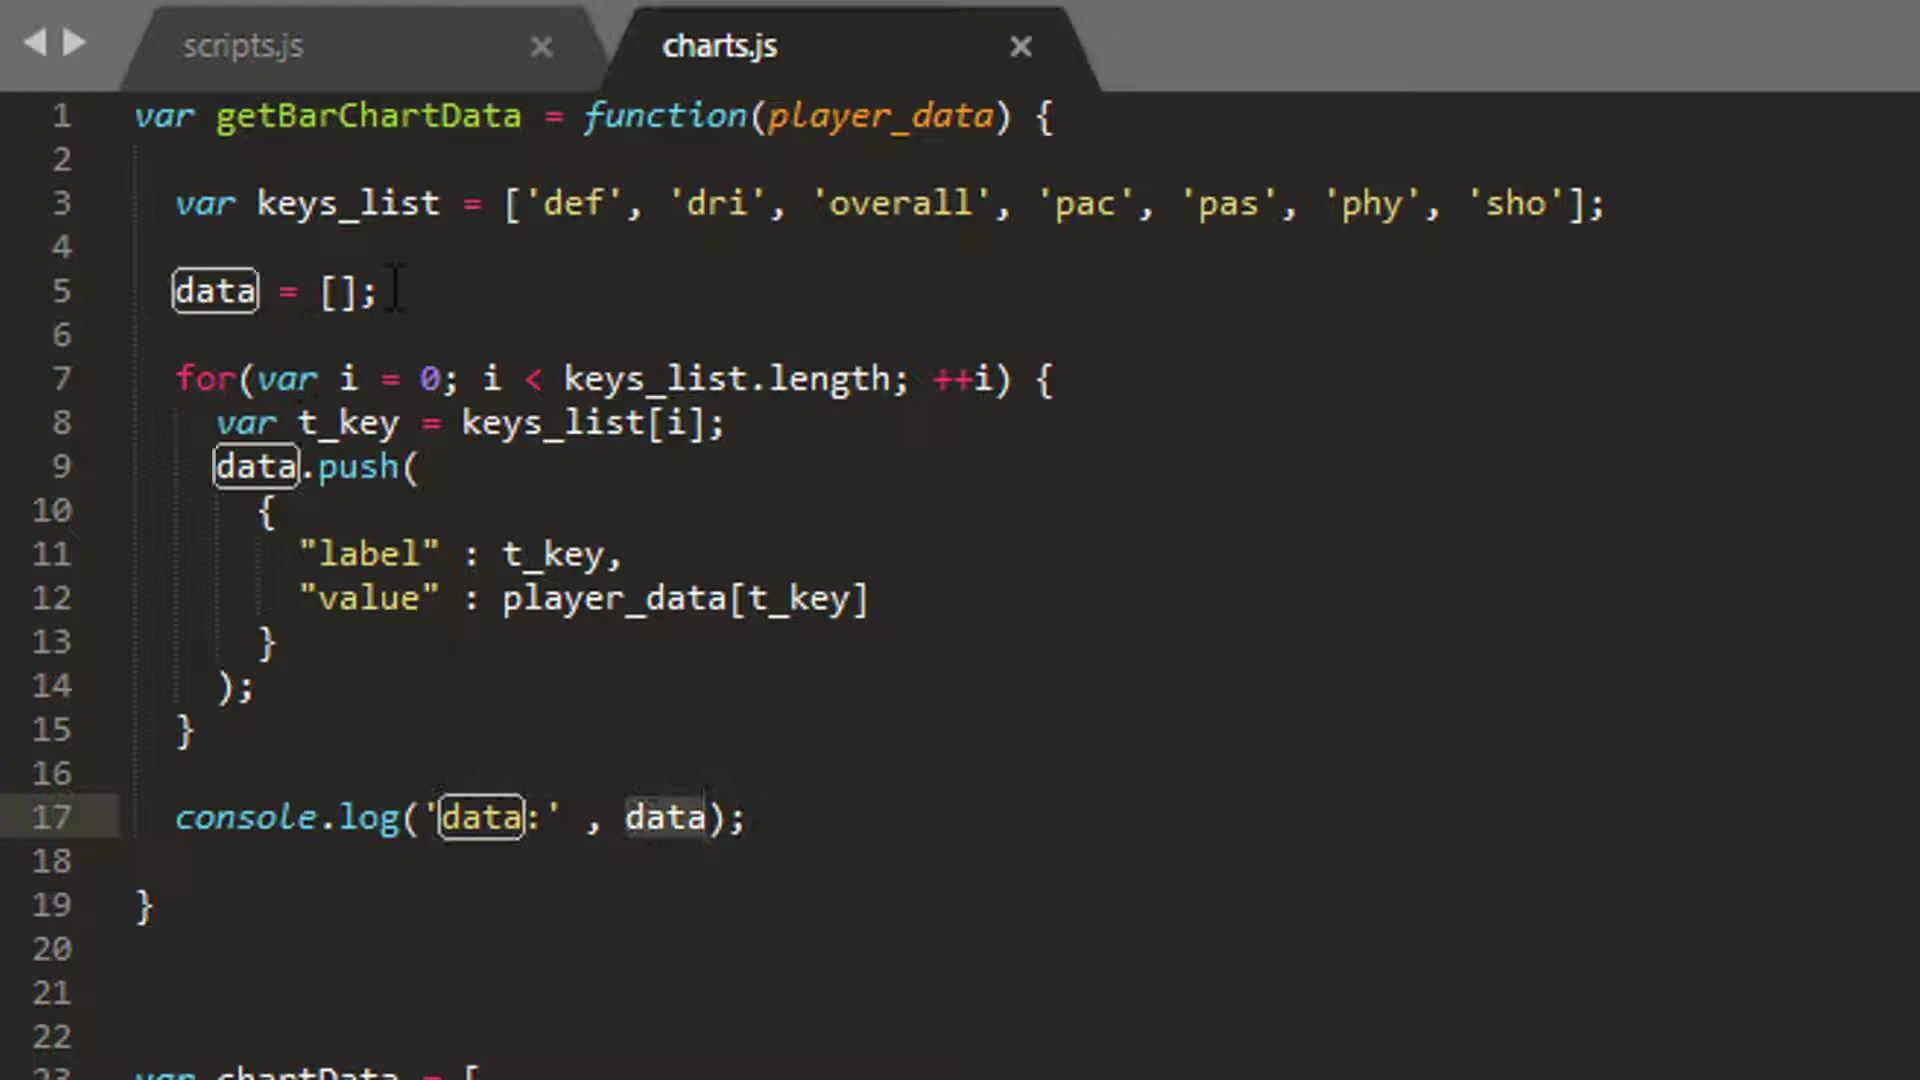 scripts.js
charts.js
1 var getBarChartData = function(player_data) {
2
3 var keys_list = ['def', 'dri', 'overall', 'pac', 'pas', 'phy', 'sho'];
4
5 data = [];
6
7 for(var i = 0; i < keys_list.length; ++i) {
8 var t_key = keys_list[i];
9 data.push(
10 {
11 "label" : t_key,
12 "value" : player_data[t_key]
13 }
14 );
15 }
16
17 console.log('data:' , data);
18
19 }
20
21
22
23 var chartData = [